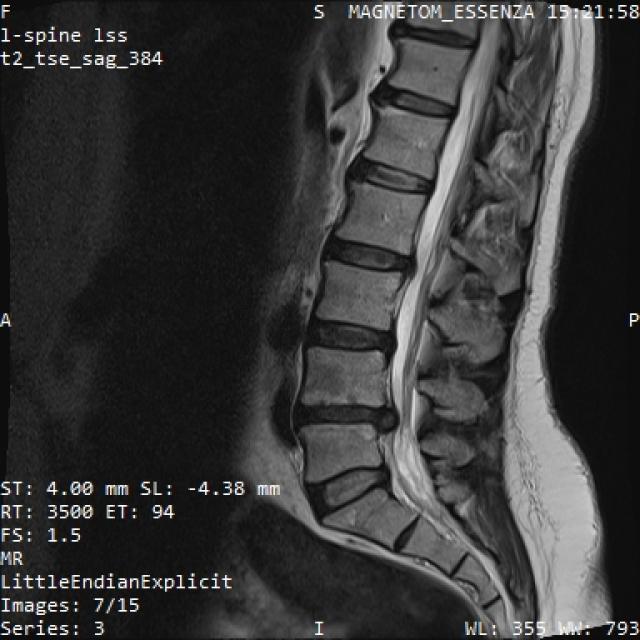 F S MAGNETOM_ESSENZA 15:21:58
l-spine lss
t2_tse_sag_384
A P
ST: 4.00 mm SL: -4.38 mm
RT: 3500 ET: 94
FS: 1.5
MR
LittleEndianExplicit
Images: 7/15
Series: 3 I WL: 355 WW: 793